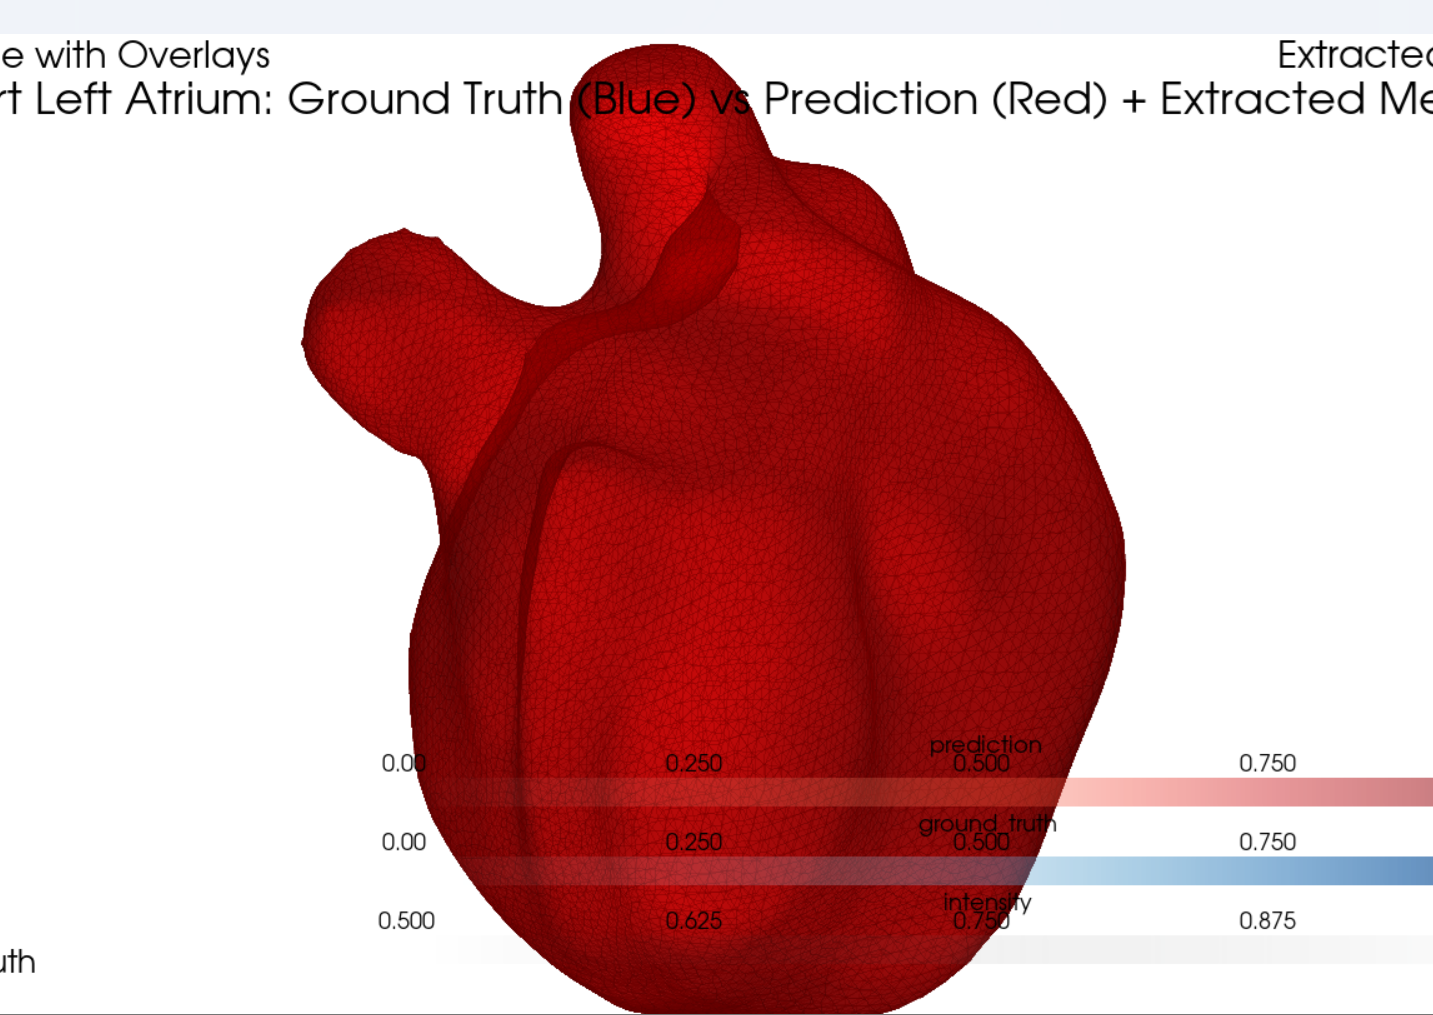 e with Overlays
Extracted
rt Left Atrium: Ground Truth (Blue) vs Prediction (Red) + Extracted Me
prediction
0.00 0.250 0.500 0.750
ground_truth
0.00 0.250 0.500 0.750
intensity
0.500 0.625 0.750 0.875
uth